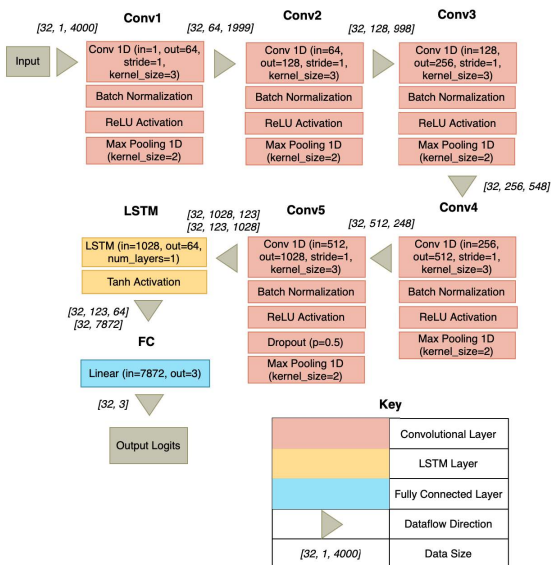 Conv1
Conv2
Conv3
[32, 1, 4000]
[32, 64, 1999]
[32, 128, 998]
Input
Conv 1D (in=1, out=64,
stride=1,
kernel_size=3)
Batch Normalization
ReLU Activation
Max Pooling 1D
(kernel_size=2)
Conv 1D (in=64,
out=128, stride=1,
kernel_size=3)
Batch Normalization
ReLU Activation
Max Pooling 1D
(kernel_size=2)
Conv 1D (in=128,
out=256, stride=1,
kernel_size=3)
Batch Normalization
ReLU Activation
Max Pooling 1D
(kernel_size=2)
[32, 256, 548]
Conv4
[32, 512, 248]
Conv 1D (in=256,
out=512, stride=1,
kernel_size=3)
Batch Normalization
ReLU Activation
Max Pooling 1D
(kernel_size=2)
Conv5
[32, 1028, 123]
[32, 123, 1028]
Conv 1D (in=512,
out=1028, stride=1,
kernel_size=3)
Batch Normalization
ReLU Activation
Dropout (p=0.5)
Max Pooling 1D
(kernel_size=2)
LSTM
LSTM (in=1028, out=64,
num_layers=1)
Tanh Activation
[32, 123, 64]
[32, 7872]
FC
Linear (in=7872, out=3)
[32, 3]
Output Logits
Key
Convolutional Layer
LSTM Layer
Fully Connected Layer
Dataflow Direction
[32, 1, 4000]
Data Size